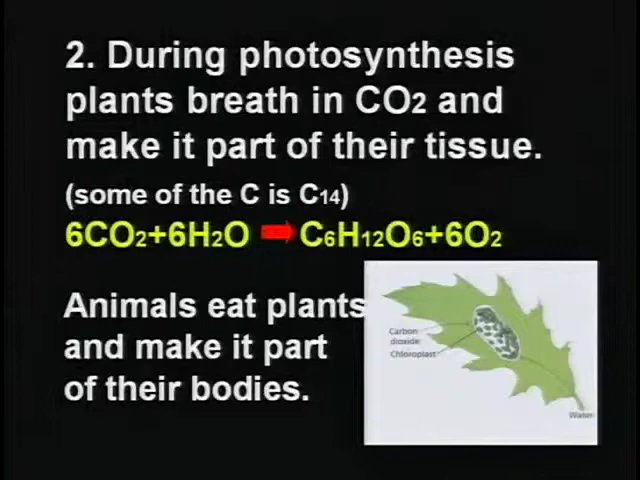 2. During photosynthesis
plants breath in CO2 and
make it part of their tissue.
(some of the C is C14)
6CO2+6H2O ➡ C6H12O6+6O2
Animals eat plants
and make it part
of their bodies.
Carbon
dioxide
Chloroplast
Water